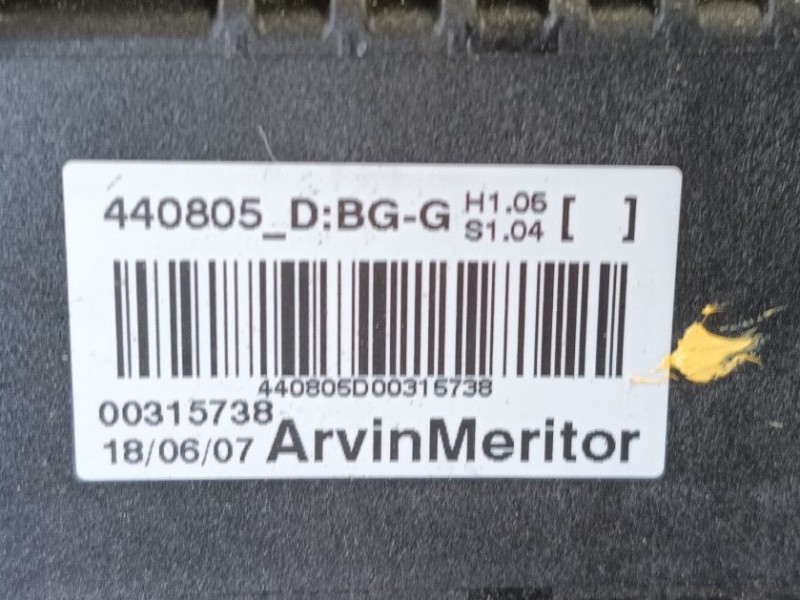 440805_D:BG-G H1.05 S1.04 [ ]
440805D00315738
00315738
18/06/07 ArvinMeritor